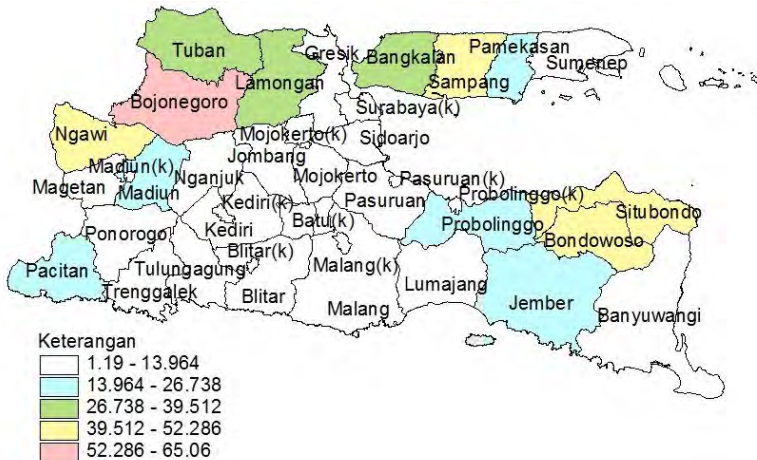 Tuban
Gresik
Bangkalan
Pamekasan
Sumenep
Lamongan
Sampang
Bojonegoro
Surabaya(k)
Ngawi
Mojokerto(k)
Sidoarjo
Madiun(k)
Jombang
Magetan
Madiun
Nganjuk
Mojokerto
Pasuruan(k)
Probolinggo(k)
Kediri(k)
Pasuruan
Situbondo
Ponorogo
Kediri
Batu(k)
Probolinggo
Bondowoso
Pacitan
Tulungagung
Blitar(k)
Malang(k)
Trenggalek
Blitar
Malang
Lumajang
Jember
Banyuwangi
Keterangan
1.19 - 13.964
13.964 - 26.738
26.738 - 39.512
39.512 - 52.286
52.286 - 65.06